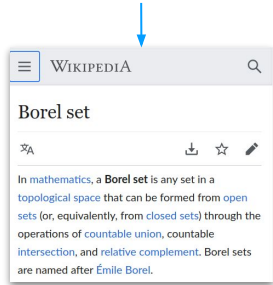 WIKIPEDIA
Borel set
In mathematics, a Borel set is any set in a
topological space that can be formed from open
sets (or, equivalently, from closed sets) through the
operations of countable union, countable
intersection, and relative complement. Borel sets
are named after Émile Borel.